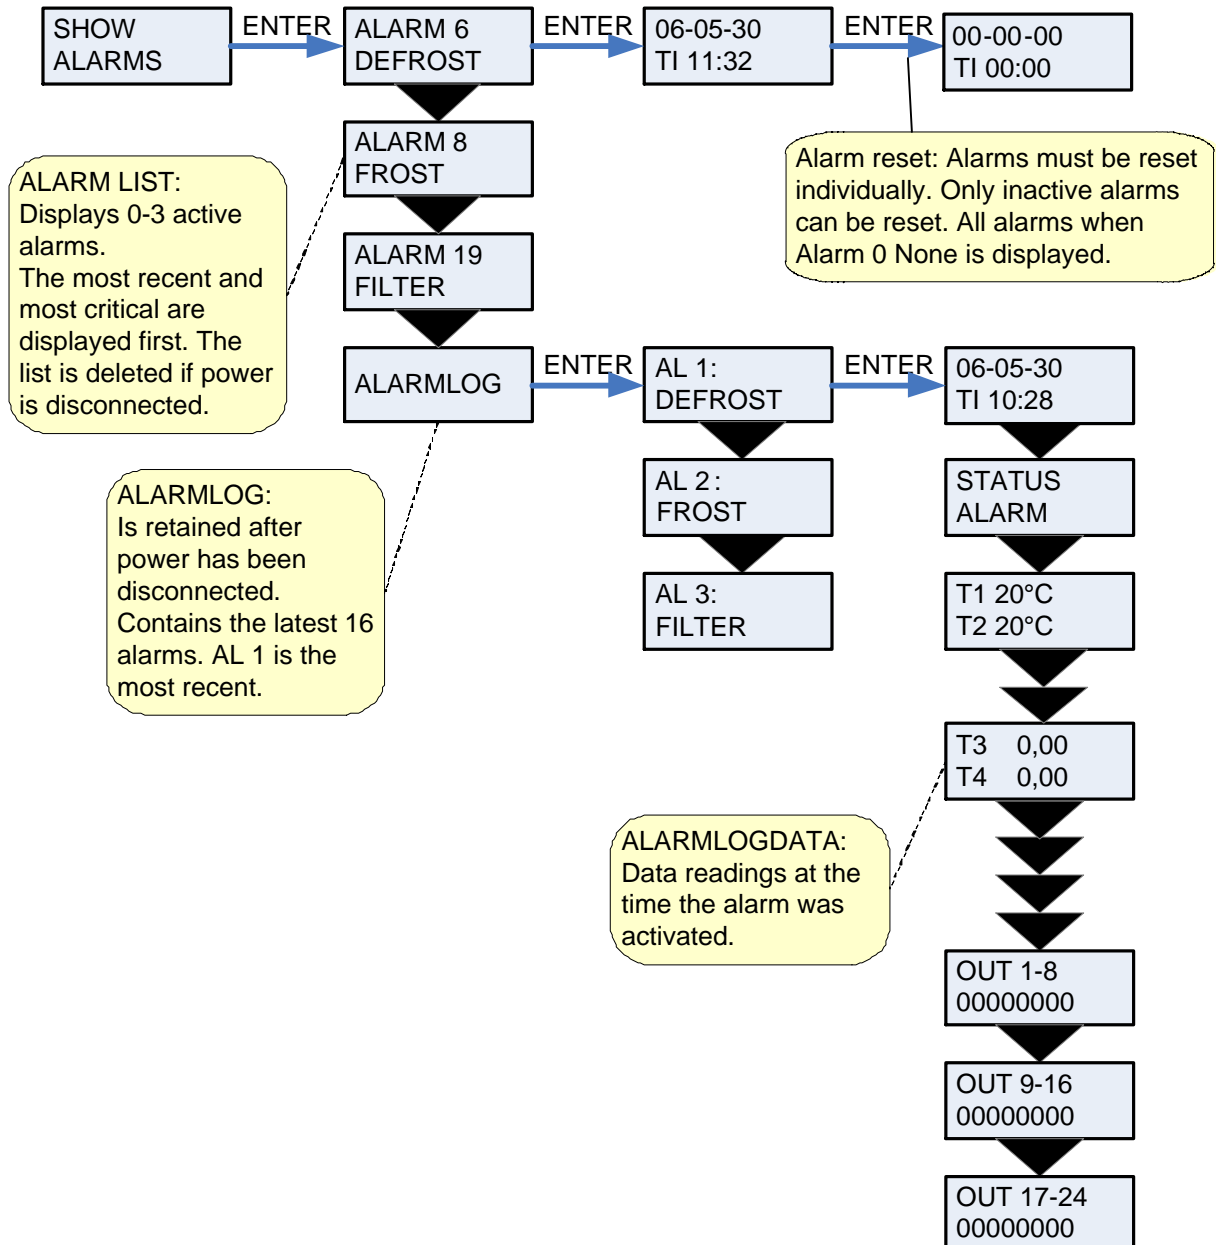 SHOW
ALARMS
ENTER
ALARM 6
DEFROST
ENTER
06-05-30
TI 11:32
ENTER
00-00-00
TI 00:00
ALARM 8
FROST
Alarm reset: Alarms must be reset
individually. Only inactive alarms
can be reset. All alarms when
Alarm 0 None is displayed.
ALARM LIST:
Displays 0-3 active
alarms.
The most recent and
most critical are
displayed first. The
list is deleted if power
is disconnected.
ALARM 19
FILTER
ALARMLOG
ENTER
AL 1:
DEFROST
ENTER
06-05-30
TI 10:28
ALARMLOG:
Is retained after
power has been
disconnected.
Contains the latest 16
alarms. AL 1 is the
most recent.
AL 2:
FROST
STATUS
ALARM
AL 3:
FILTER
T1 20°C
T2 20°C
T3 0,00
T4 0,00
ALARMLOGDATA:
Data readings at the
time the alarm was
activated.
OUT 1-8
00000000
OUT 9-16
00000000
OUT 17-24
00000000